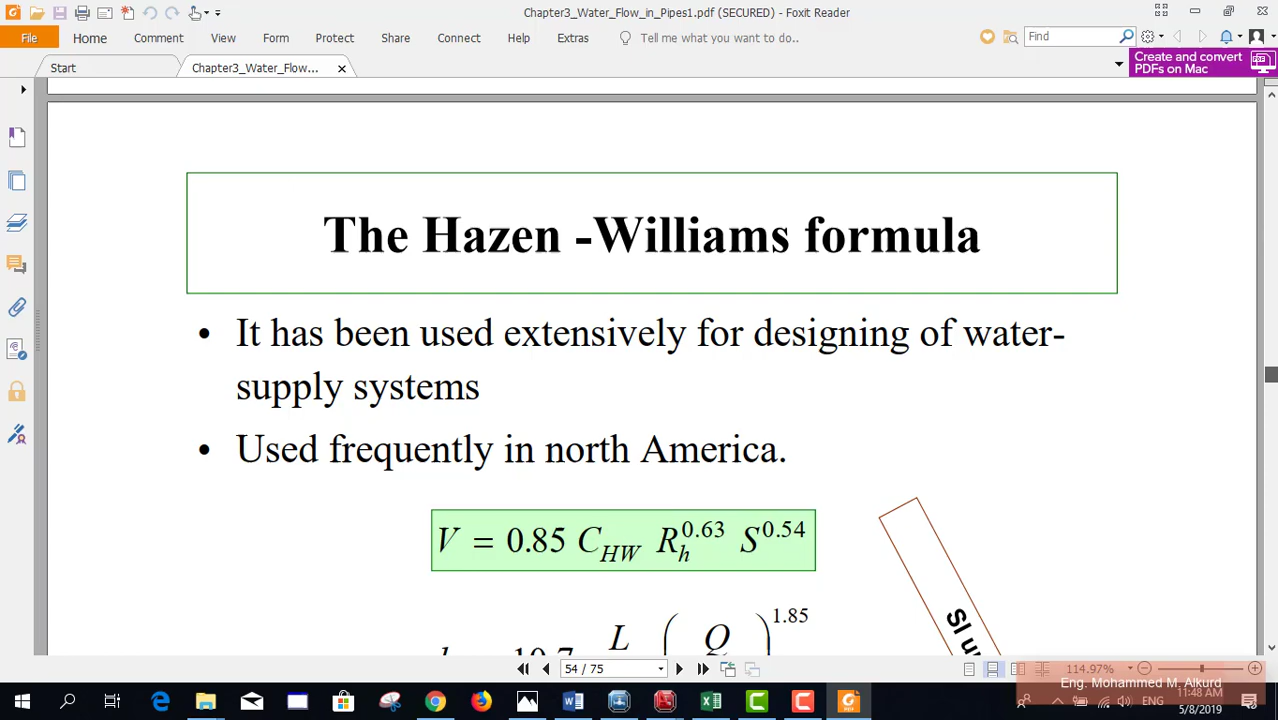 Chapter3_Water_Flow_in_Pipes1.pdf (SECURED) - Foxit Reader
File Home Comment View Form Protect Share Connect Help Extras Tell me what you want to do.. Find
Start Chapter3_Water_Flow... Create and convert
PDFs on Mac
The Hazen -Williams formula
• It has been used extensively for designing of water-
supply systems
• Used frequently in north America.
V = 0.85 C_HW R_h^0.63 S^0.54
10.7 L ( Q )^1.85
SI un
54 / 75 114.97%
Eng. Mohammed M. Alkurd
ENG 11:48 AM
5/8/2019